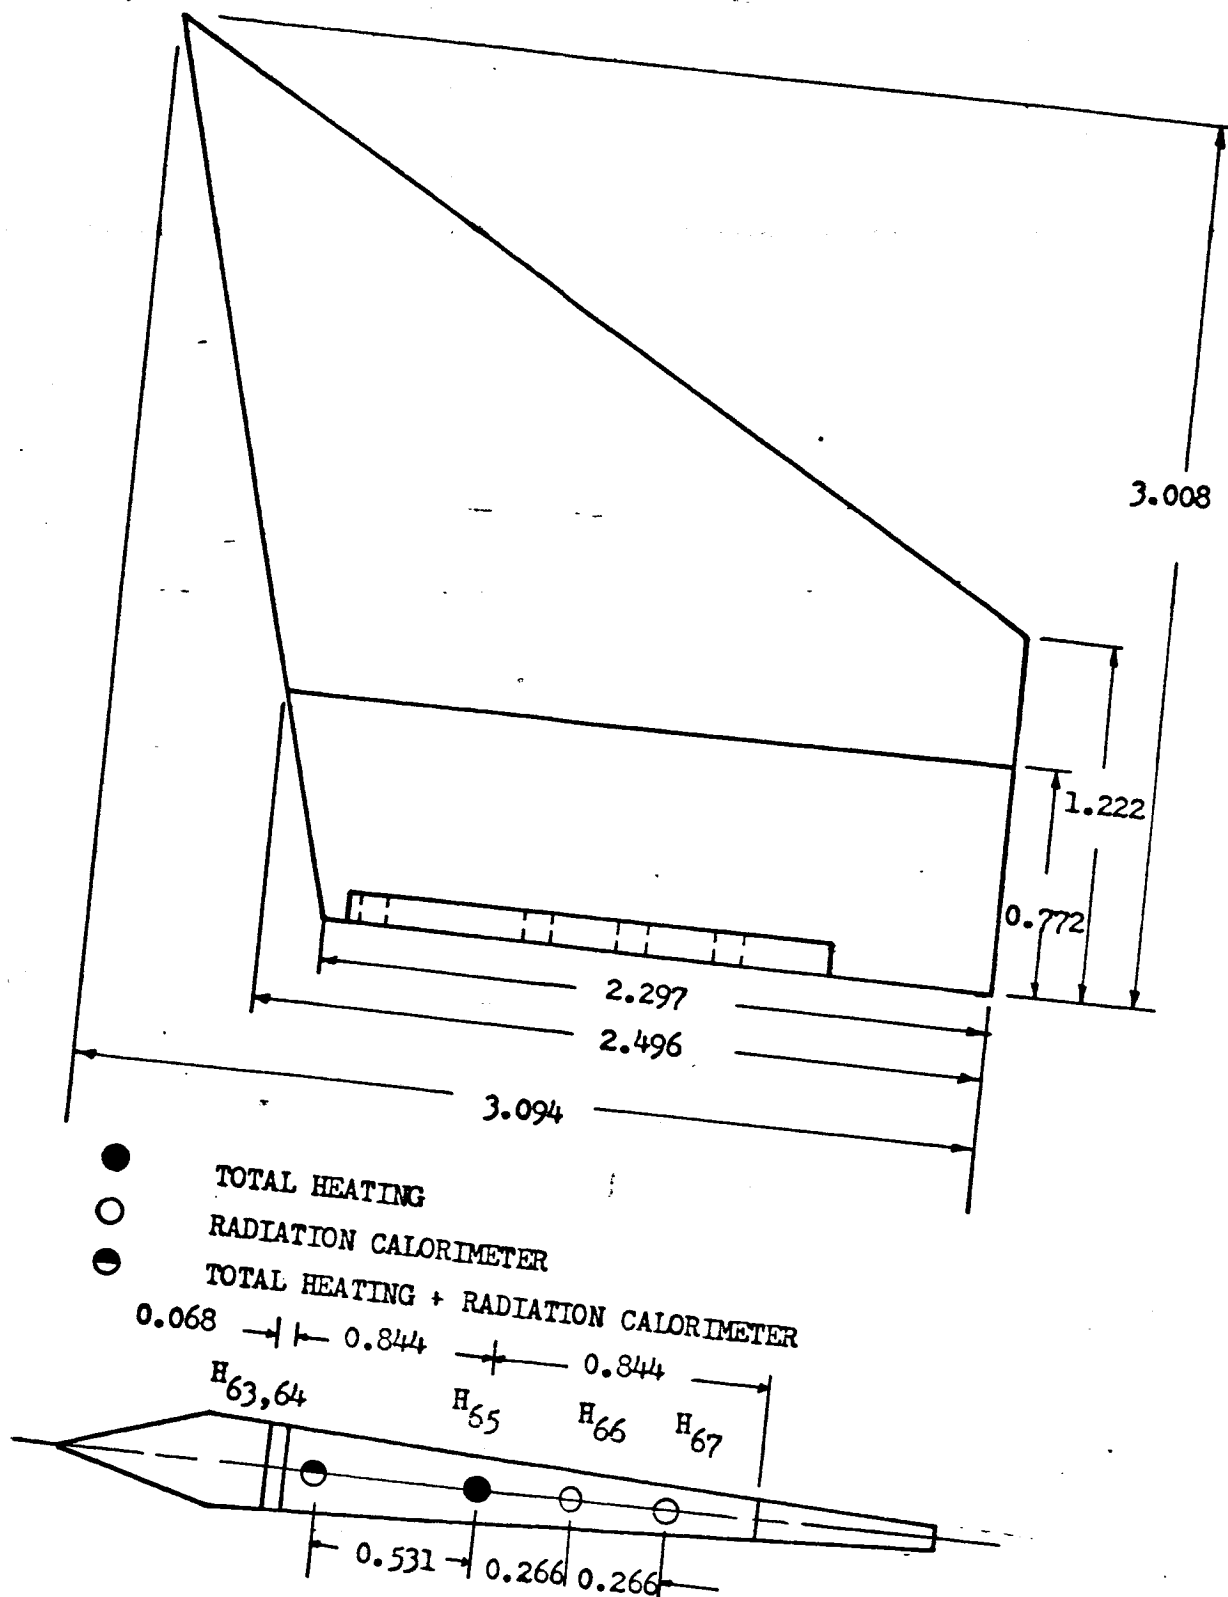 3.008
1.222
0.772
2.297
2.496
3.094
TOTAL HEATING
RADIATION CALORIMETER
TOTAL HEATING + RADIATION CALORIMETER
0.068 0.844 0.844
H63,64 H65 H66 H67
0.531 0.266 0.266